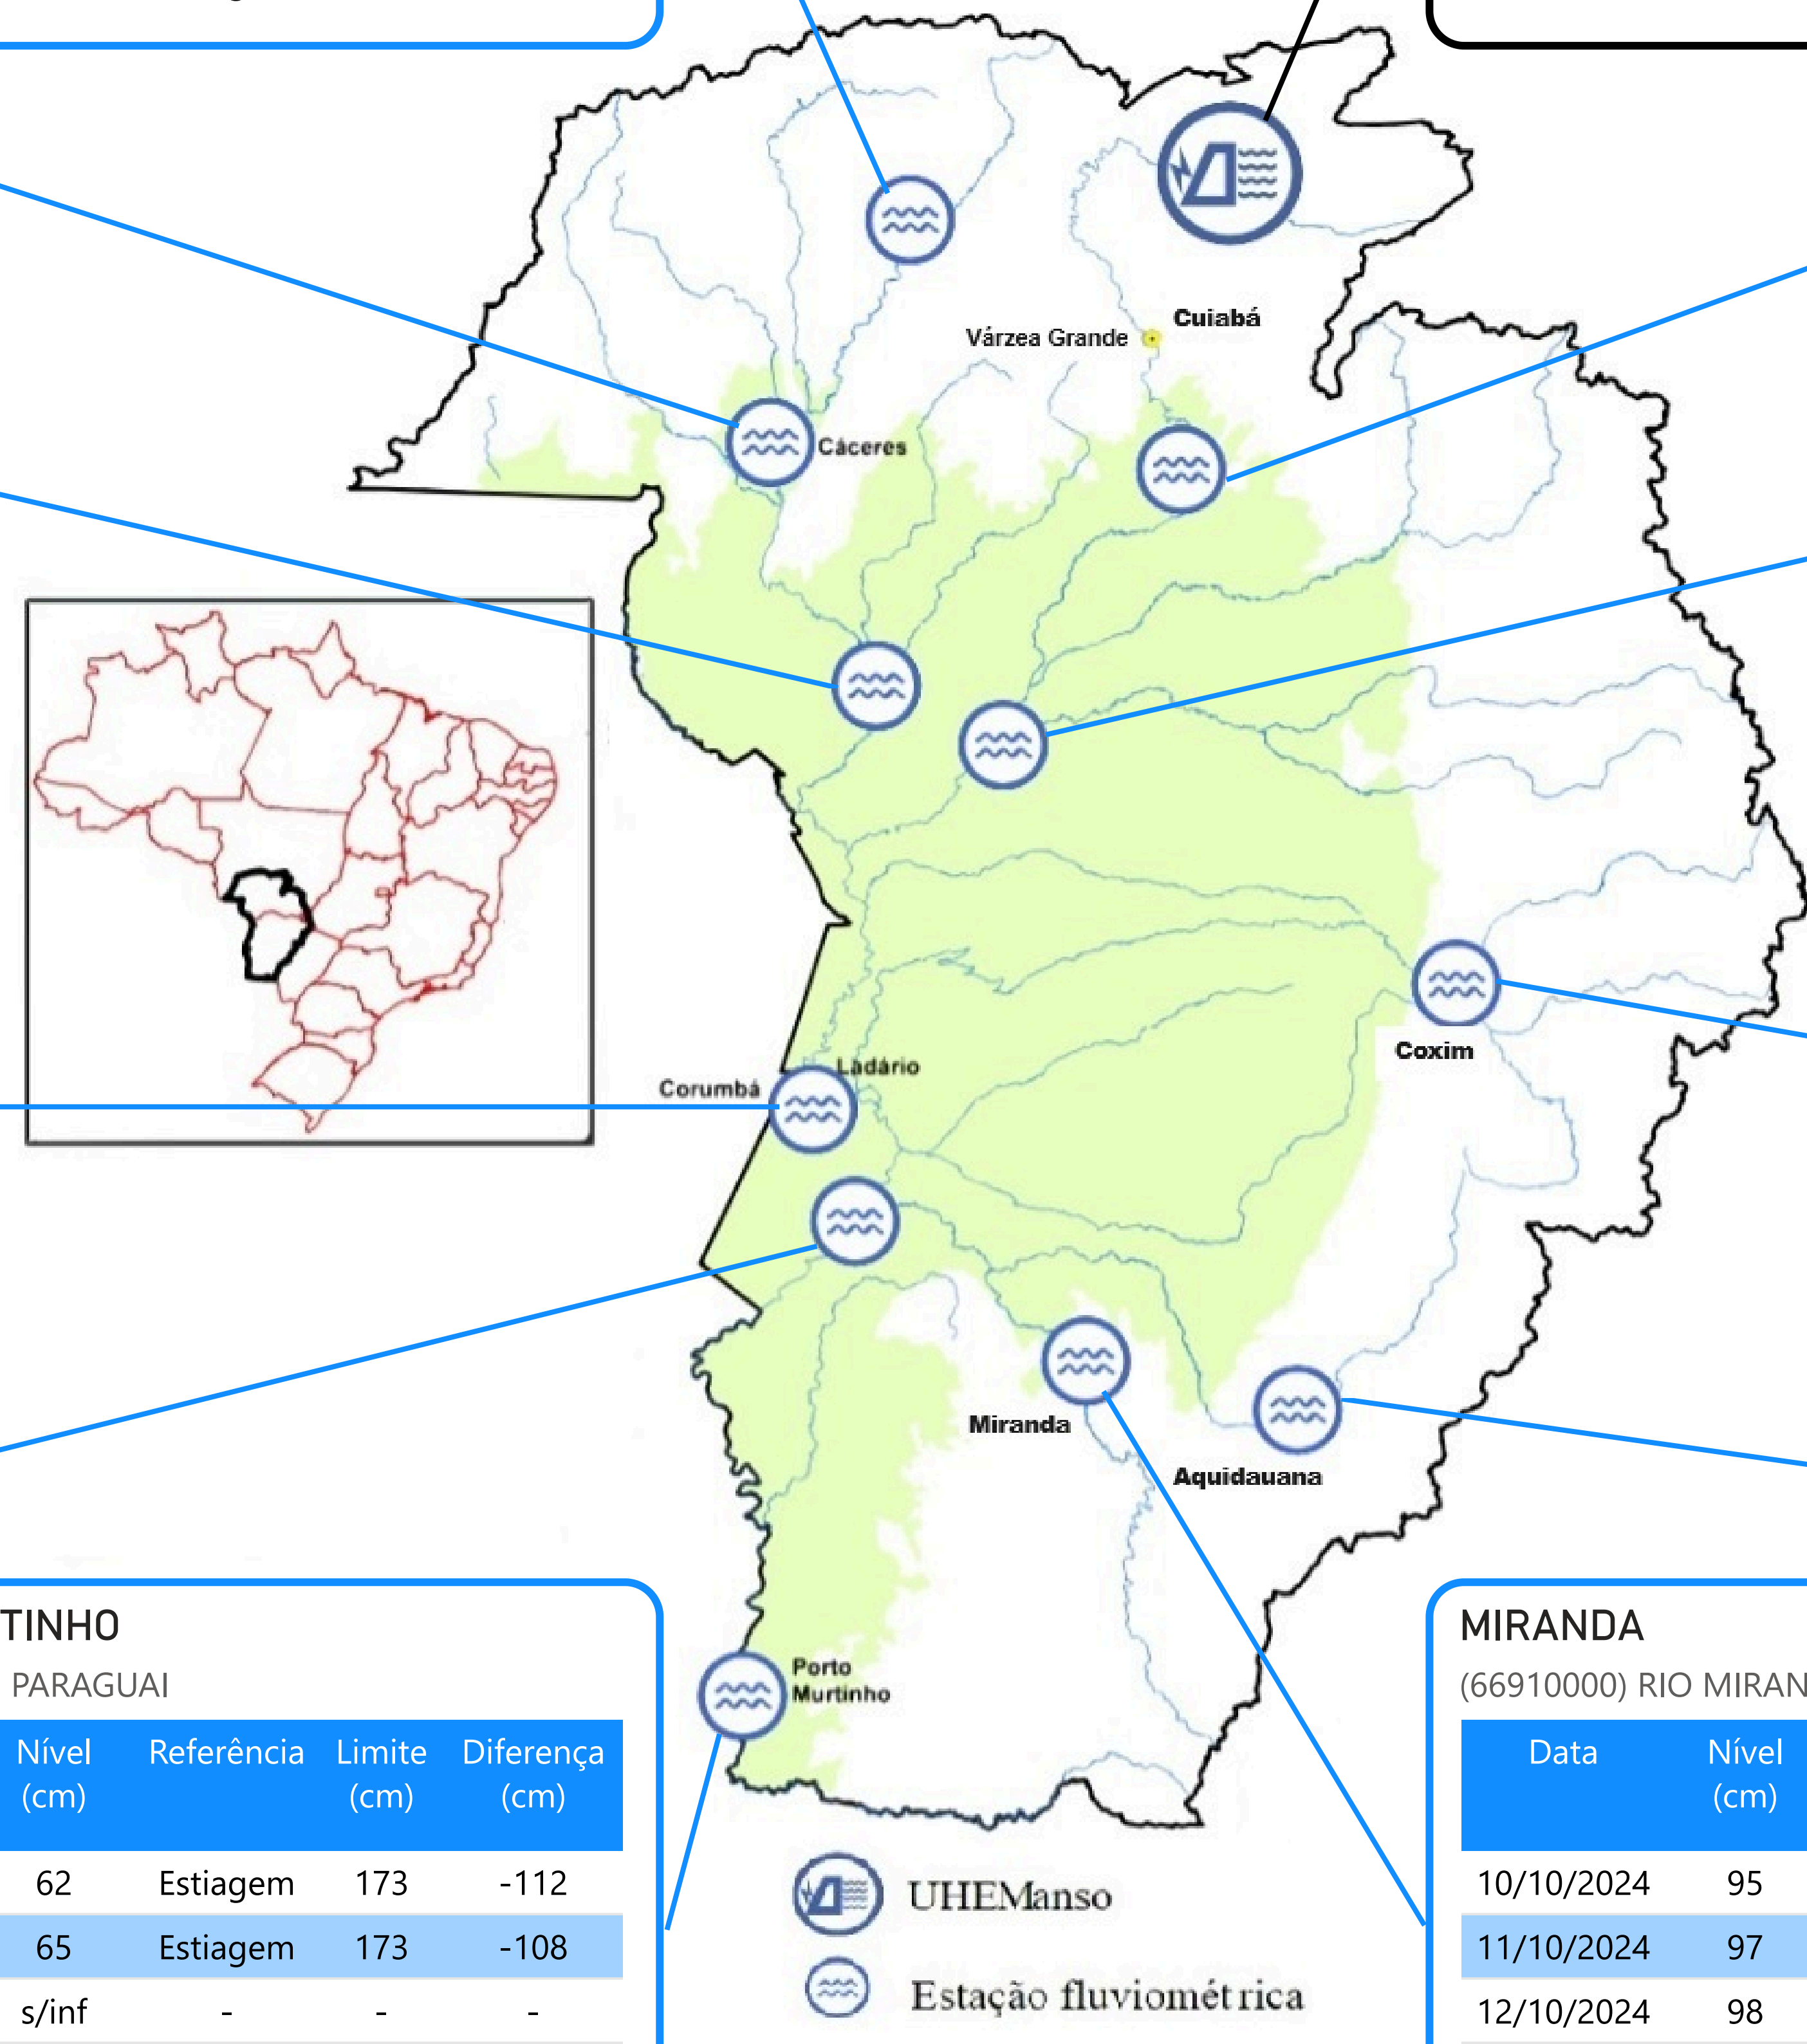 Cuiabá
Várzea Grande
Cáceres
Coxim
Ladário
Corumbá
Miranda
Aquidauana
Porto
Murtinho
TINHO
PARAGUAI
Nível (cm) Referência Limite (cm) Diferença (cm)
62 Estiagem 173 -112
65 Estiagem 173 -108
s/inf - - -
UHEManso
Estação fluviométrica
MIRANDA
(66910000) RIO MIRAN
Data Nível (cm)
10/10/2024 95
11/10/2024 97
12/10/2024 98